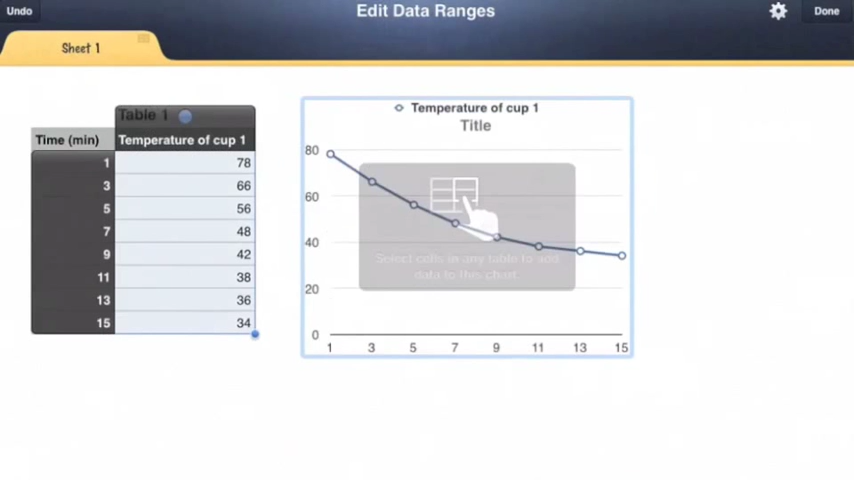 Undo
Edit Data Ranges
Done
Sheet 1
Table 1
Time (min) Temperature of cup 1
1 78
3 66
5 56
7 48
9 42
11 38
13 36
15 34
Temperature of cup 1
Title
80
60
40
20
0
1 3 5 7 9 11 13 15
Select cells in any table to add
data to this chart.